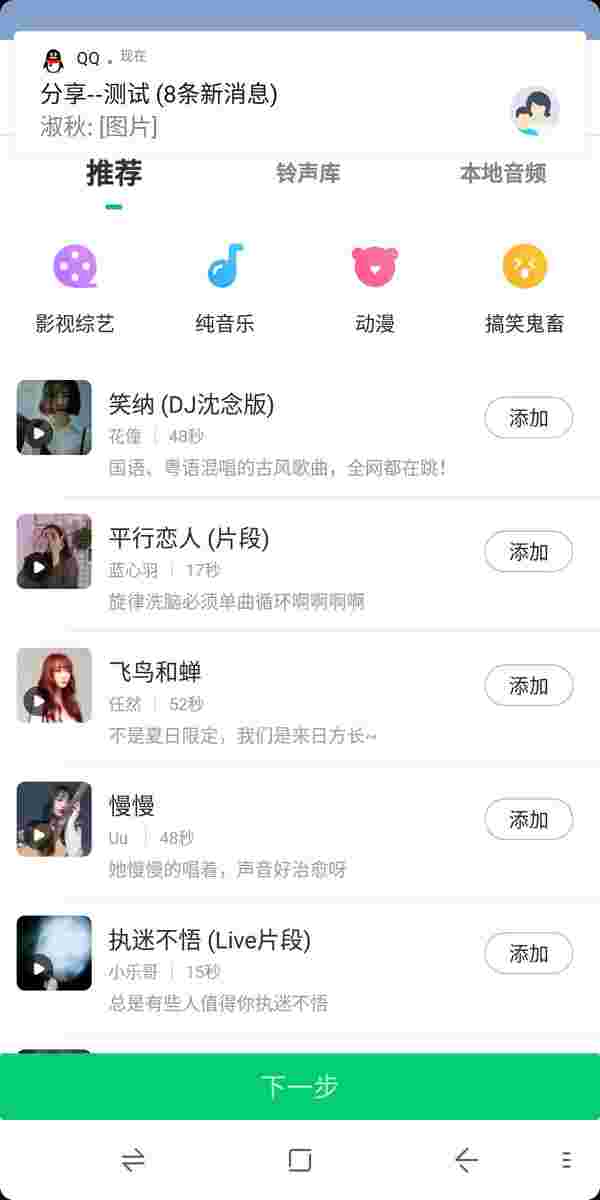 QQ . 现在
分享--测试 (8条新消息)
淑秋: [图片]
推荐 铃声库 本地音频
影视综艺 纯音乐 动漫 搞笑鬼畜
笑纳 (DJ沈念版)
添加
花僮 | 48秒
国语、粤语混唱的古风歌曲，全网都在跳！
平行恋人 (片段)
添加
蓝心羽 | 17秒
旋律洗脑必须单曲循环啊啊啊啊
飞鸟和蝉
添加
任然 | 52秒
不是夏日限定，我们是来日方长~
慢慢
添加
Uu | 48秒
她慢慢的唱着，声音好治愈呀
执迷不悟 (Live片段)
添加
小乐哥 | 15秒
总是有些人值得你执迷不悟
下一步